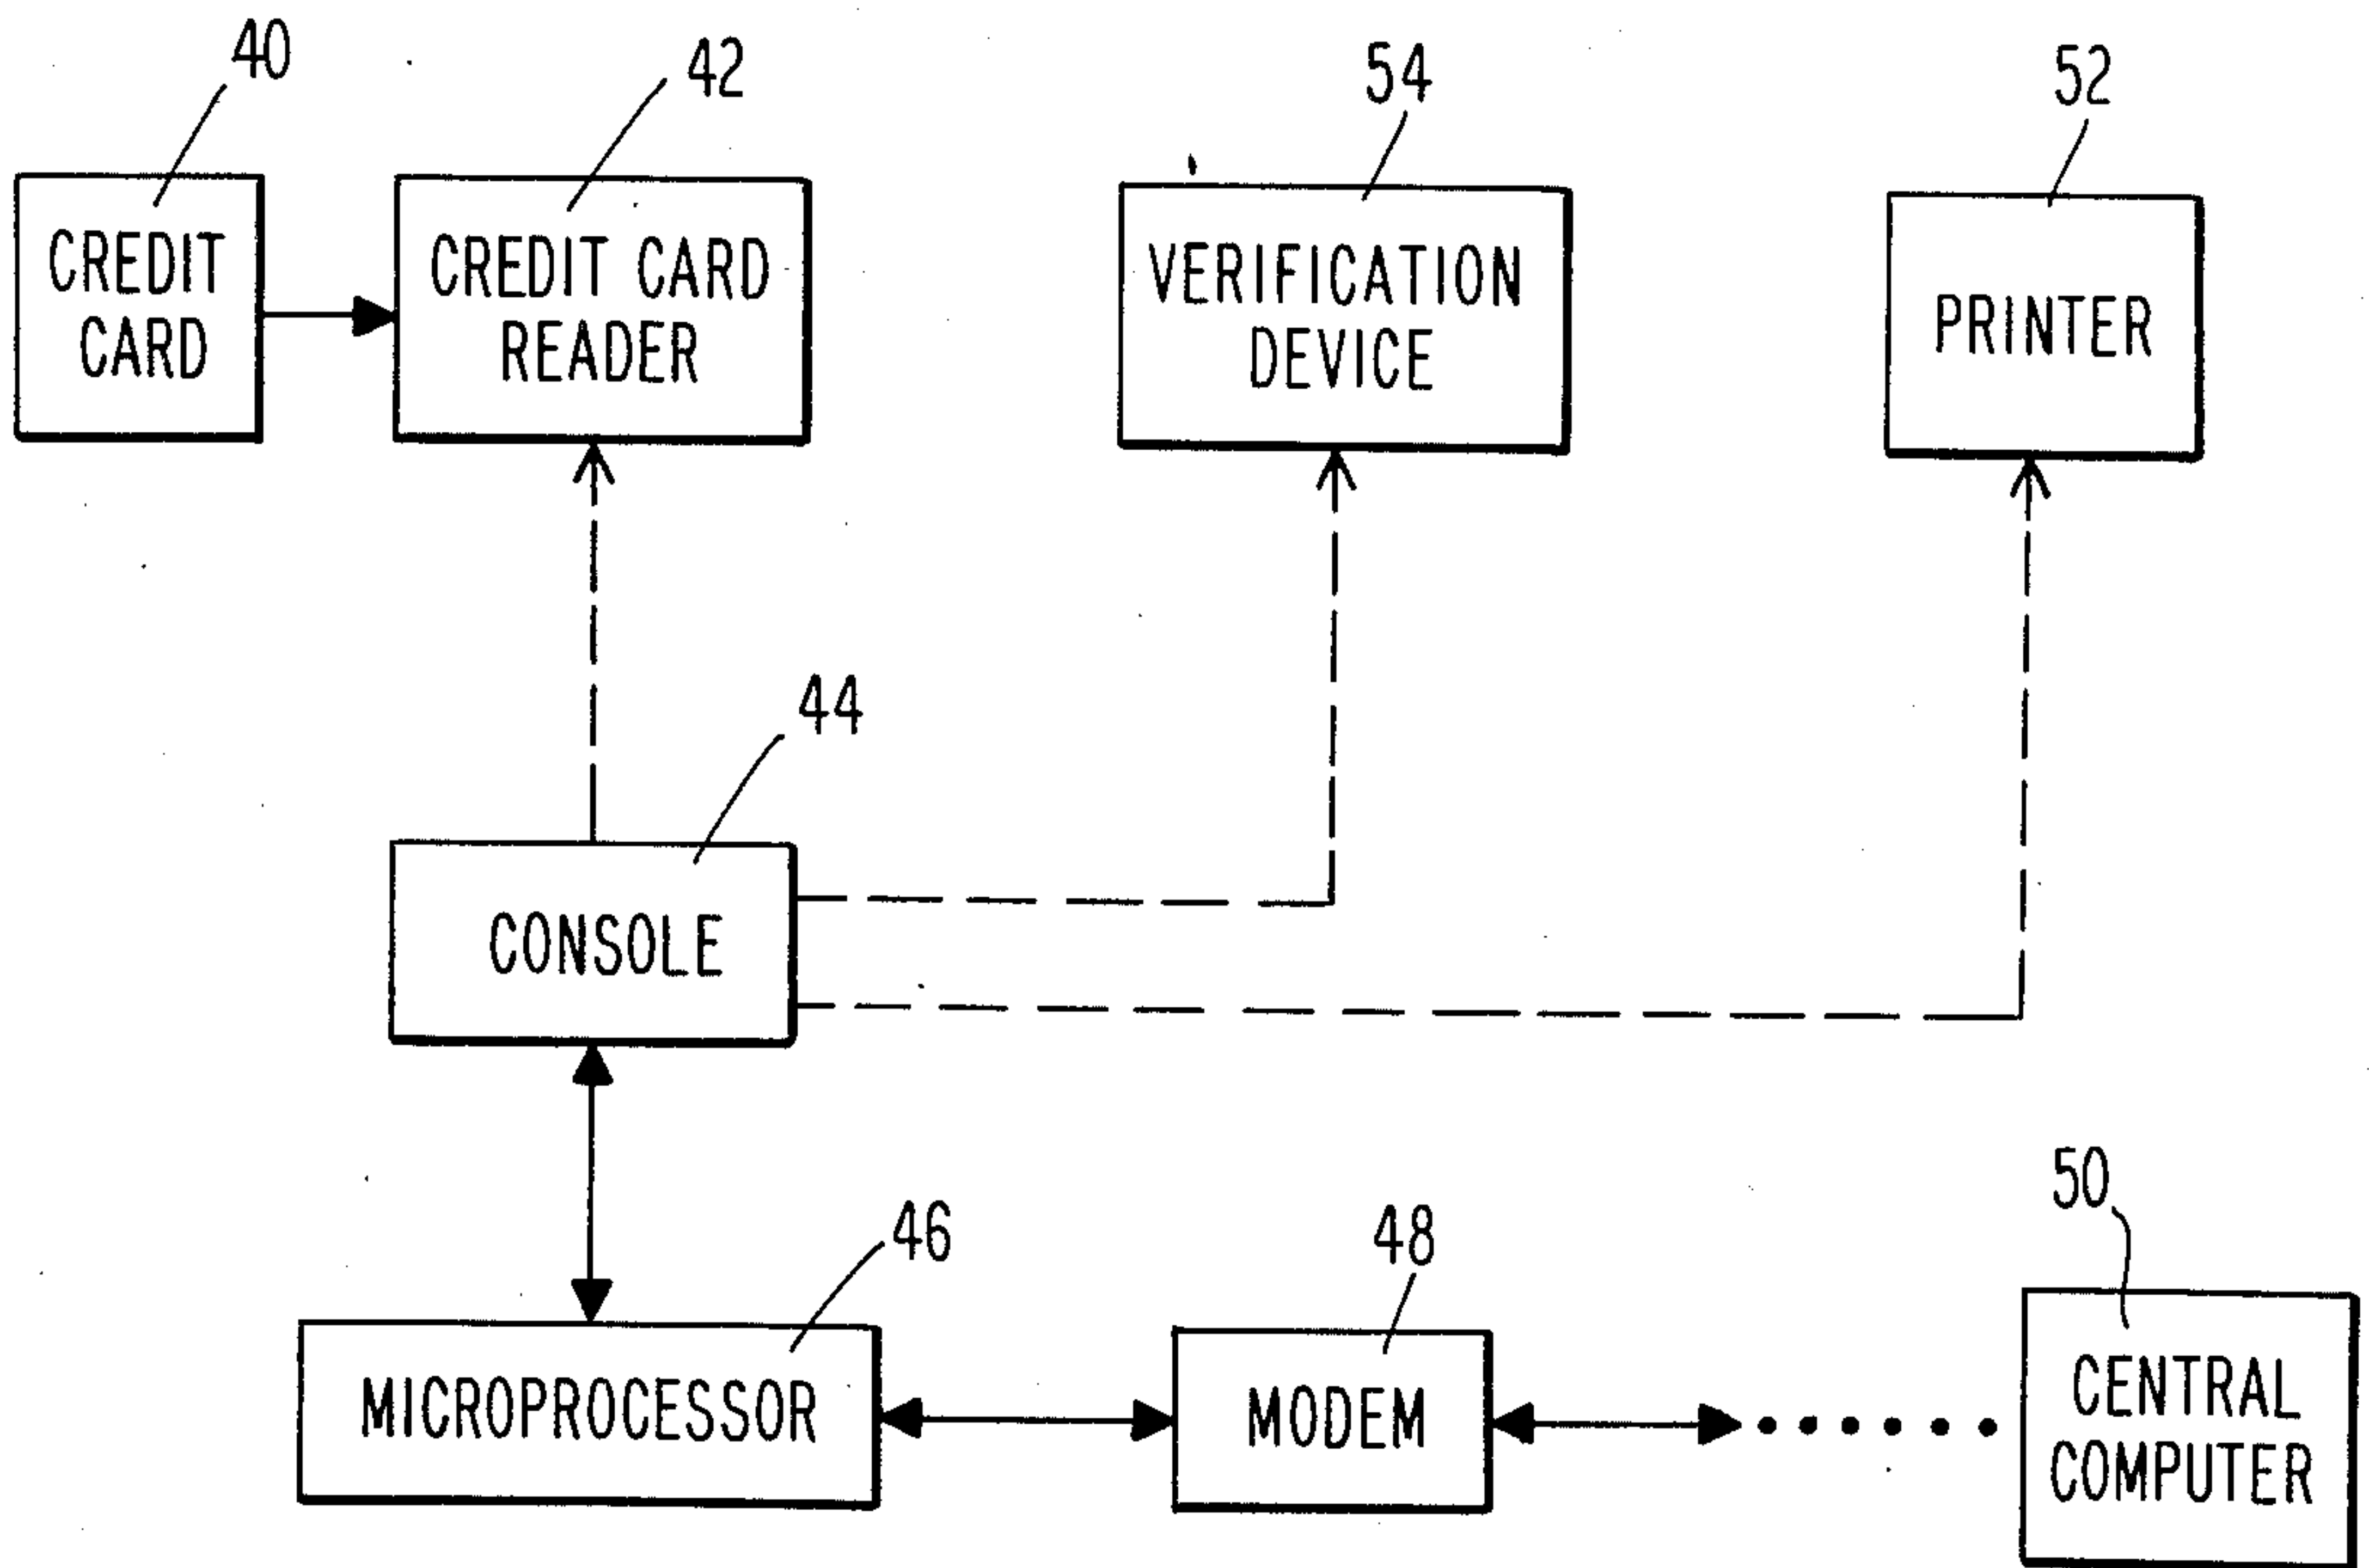 40
42
54
52
CREDIT
CARD
CREDIT CARD
READER
VERIFICATION
DEVICE
PRINTER
44
CONSOLE
46
48
50
MICROPROCESSOR
MODEM
CENTRAL
COMPUTER